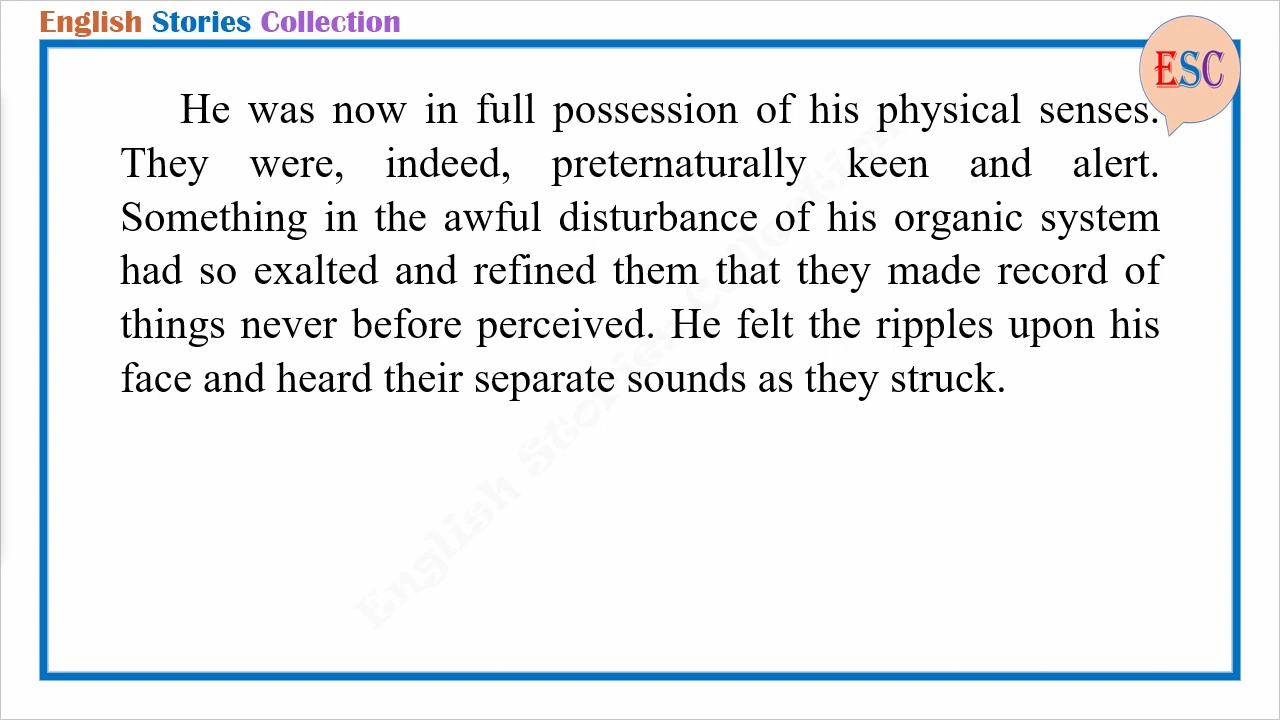 English Stories Collection
ESC
He was now in full possession of his physical senses.
They were, indeed, preternaturally keen and alert.
Something in the awful disturbance of his organic system
had so exalted and refined them that they made record of
things never before perceived. He felt the ripples upon his
face and heard their separate sounds as they struck.
English Stories Collection